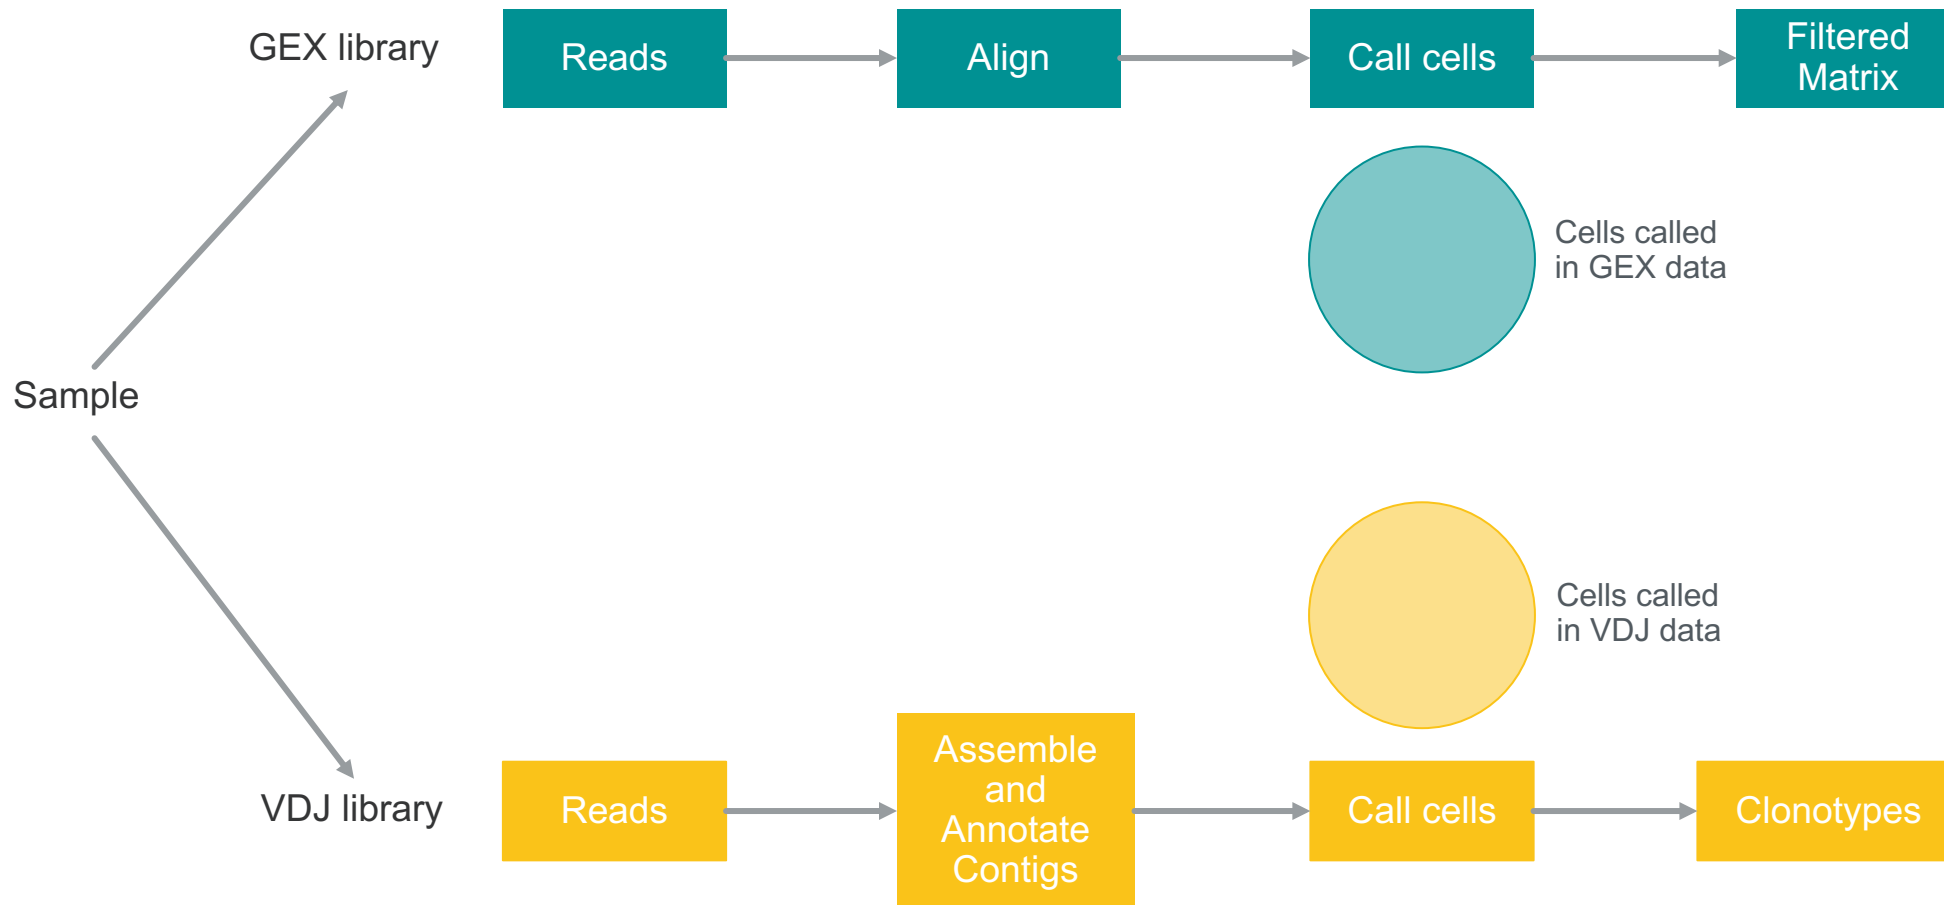 GEX library
Reads
Align
Call cells
Filtered
Matrix
Cells called
in GEX data
Sample
Cells called
in VDJ data
VDJ library
Reads
Assemble
and
Annotate
Contigs
Call cells
Clonotypes